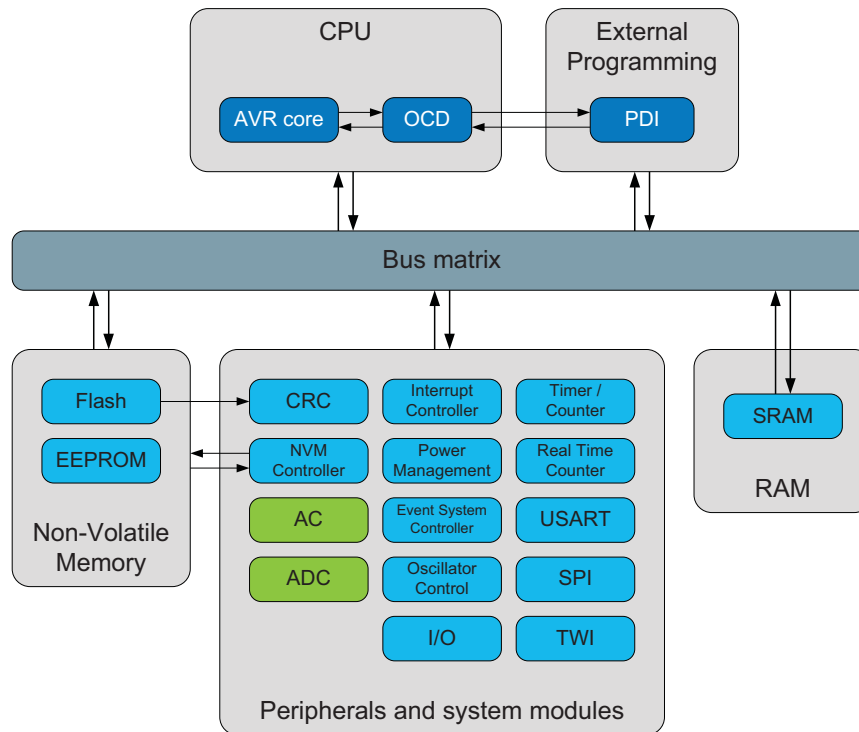 CPU
External
Programming
AVR core
OCD
PDI
Bus matrix
Flash
EEPROM
Non-Volatile
Memory
CRC
Interrupt
Controller
Timer /
Counter
NVM
Controller
Power
Management
Real Time
Counter
AC
Event System
Controller
USART
ADC
Oscillator
Control
SPI
I/O
TWI
Peripherals and system modules
SRAM
RAM